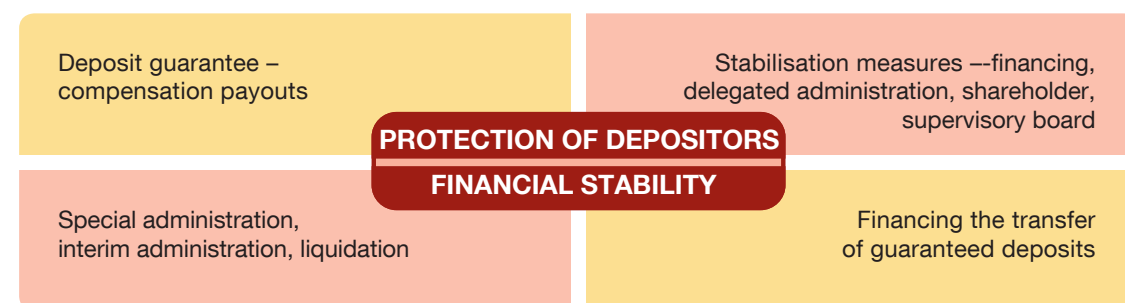 Deposit guarantee –
compensation payouts
Stabilisation measures –-financing,
delegated administration, shareholder,
supervisory board
PROTECTION OF DEPOSITORS
FINANCIAL STABILITY
Special administration,
interim administration, liquidation
Financing the transfer
of guaranteed deposits